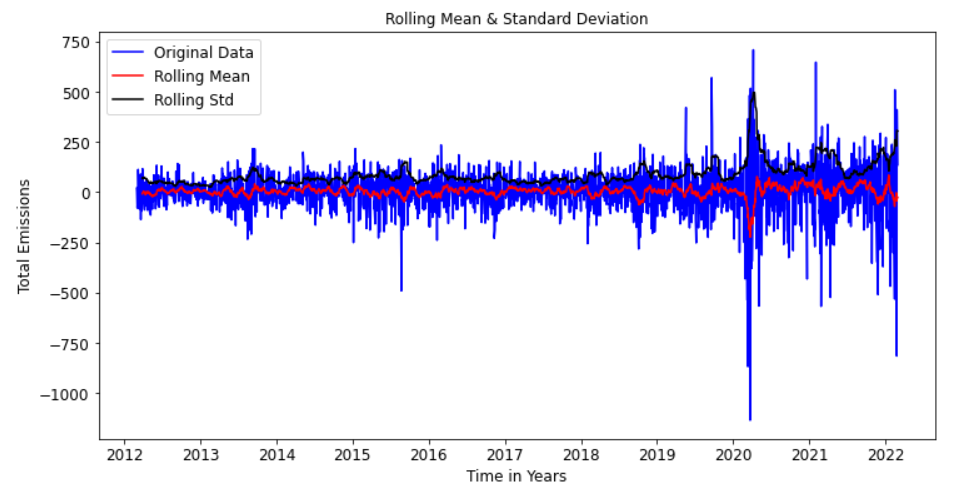 Rolling Mean & Standard Deviation
Original Data
Rolling Mean
Rolling Std
750
500
250
0
−250
−500
−750
−1000
Total Emissions
2012 2013 2014 2015 2016 2017 2018 2019 2020 2021 2022
Time in Years